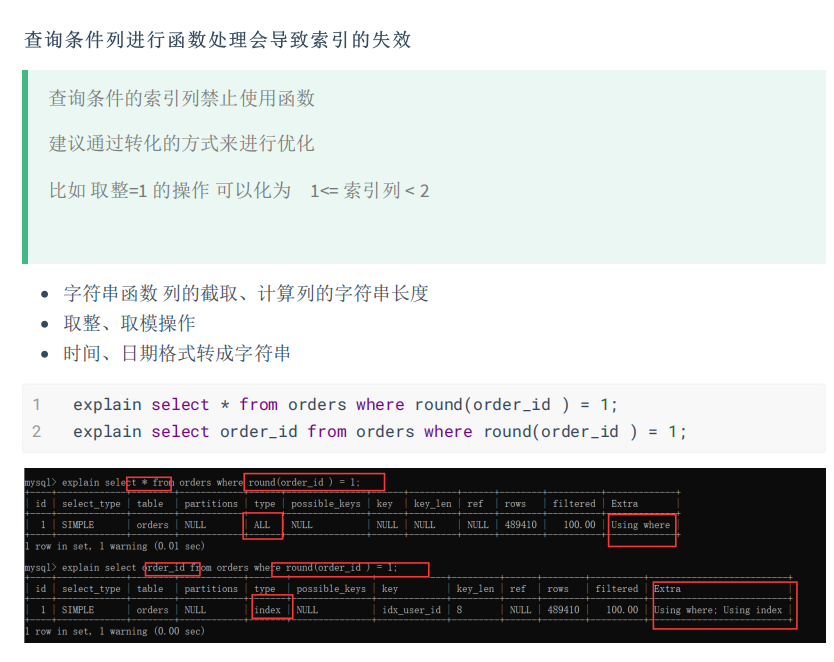 查询条件列进行函数处理会导致索引的失效
查询条件的索引列禁止使用函数
建议通过转化的方式来进行优化
比如 取整=1 的操作 可以化为 1<= 索引列 < 2
字符串函数 列的截取、计算列的字符串长度
取整、取模操作
时间、日期格式转成字符串
1 explain select * from orders where round(order_id ) = 1;
2 explain select order_id from orders where round(order_id ) = 1;
mysql> explain select * from orders where round(order_id ) = 1;
| id | select_type | table | partitions | type | possible_keys | key | key_len | ref | rows | filtered | Extra |
| 1 | SIMPLE | orders | NULL | ALL | NULL | NULL | NULL | NULL | 489410 | 100.00 | Using where |
1 row in set, 1 warning (0.01 sec)
mysql> explain select order_id from orders where round(order_id ) = 1;
| id | select_type | table | partitions | type | possible_keys | key | key_len | ref | rows | filtered | Extra |
| 1 | SIMPLE | orders | NULL | index | NULL | idx_user_id | 8 | NULL | 489410 | 100.00 | Using where; Using index |
1 row in set, 1 warning (0.00 sec)